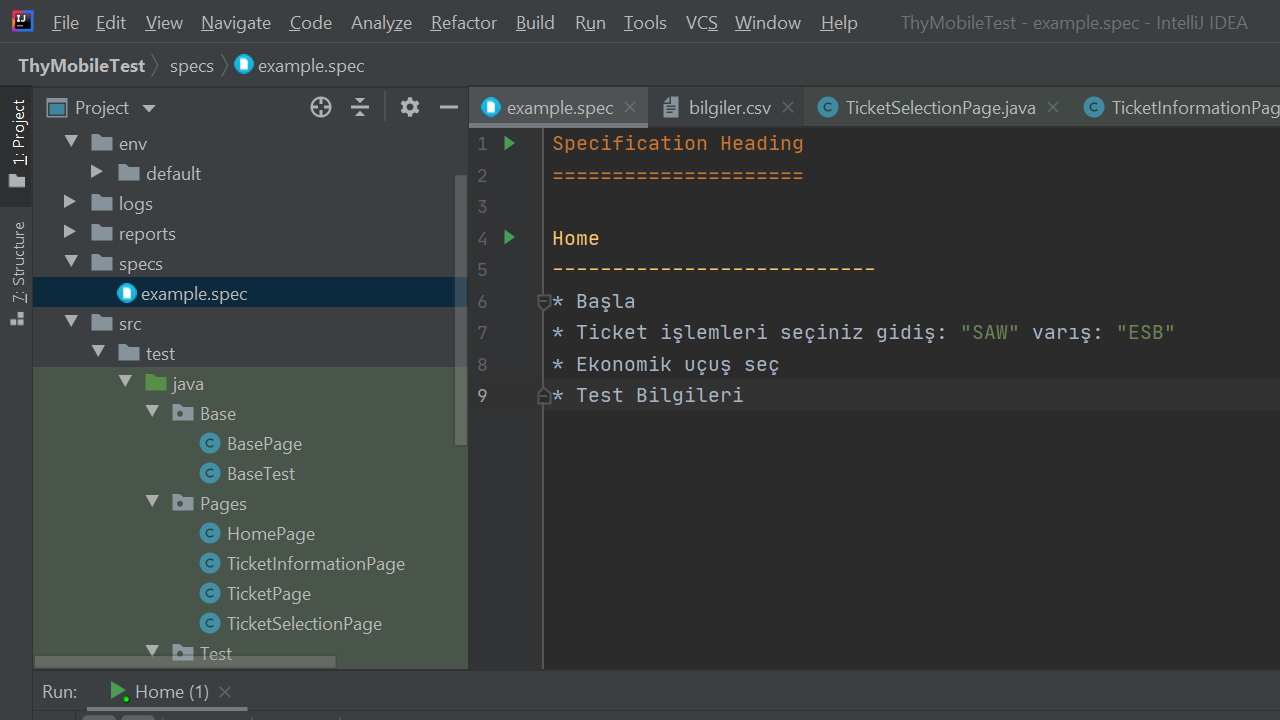 File Edit View Navigate Code Analyze Refactor Build Run Tools VCS Window Help ThyMobileTest - example.spec - IntelliJ IDEA
ThyMobileTest specs example.spec
1: Project
7: Structure
Project
env
default
logs
reports
specs
example.spec
src
test
java
Base
BasePage
BaseTest
Pages
HomePage
TicketInformationPage
TicketPage
TicketSelectionPage
Test
example.spec bilgiler.csv TicketSelectionPage.java TicketInformationPag
1 Specification Heading
2 =====================
3
4 Home
5 ---------------------------
6 * Başla
7 * Ticket işlemleri seçiniz gidiş: "SAW" varış: "ESB"
8 * Ekonomik uçuş seç
9 * Test Bilgileri
Run: Home (1)